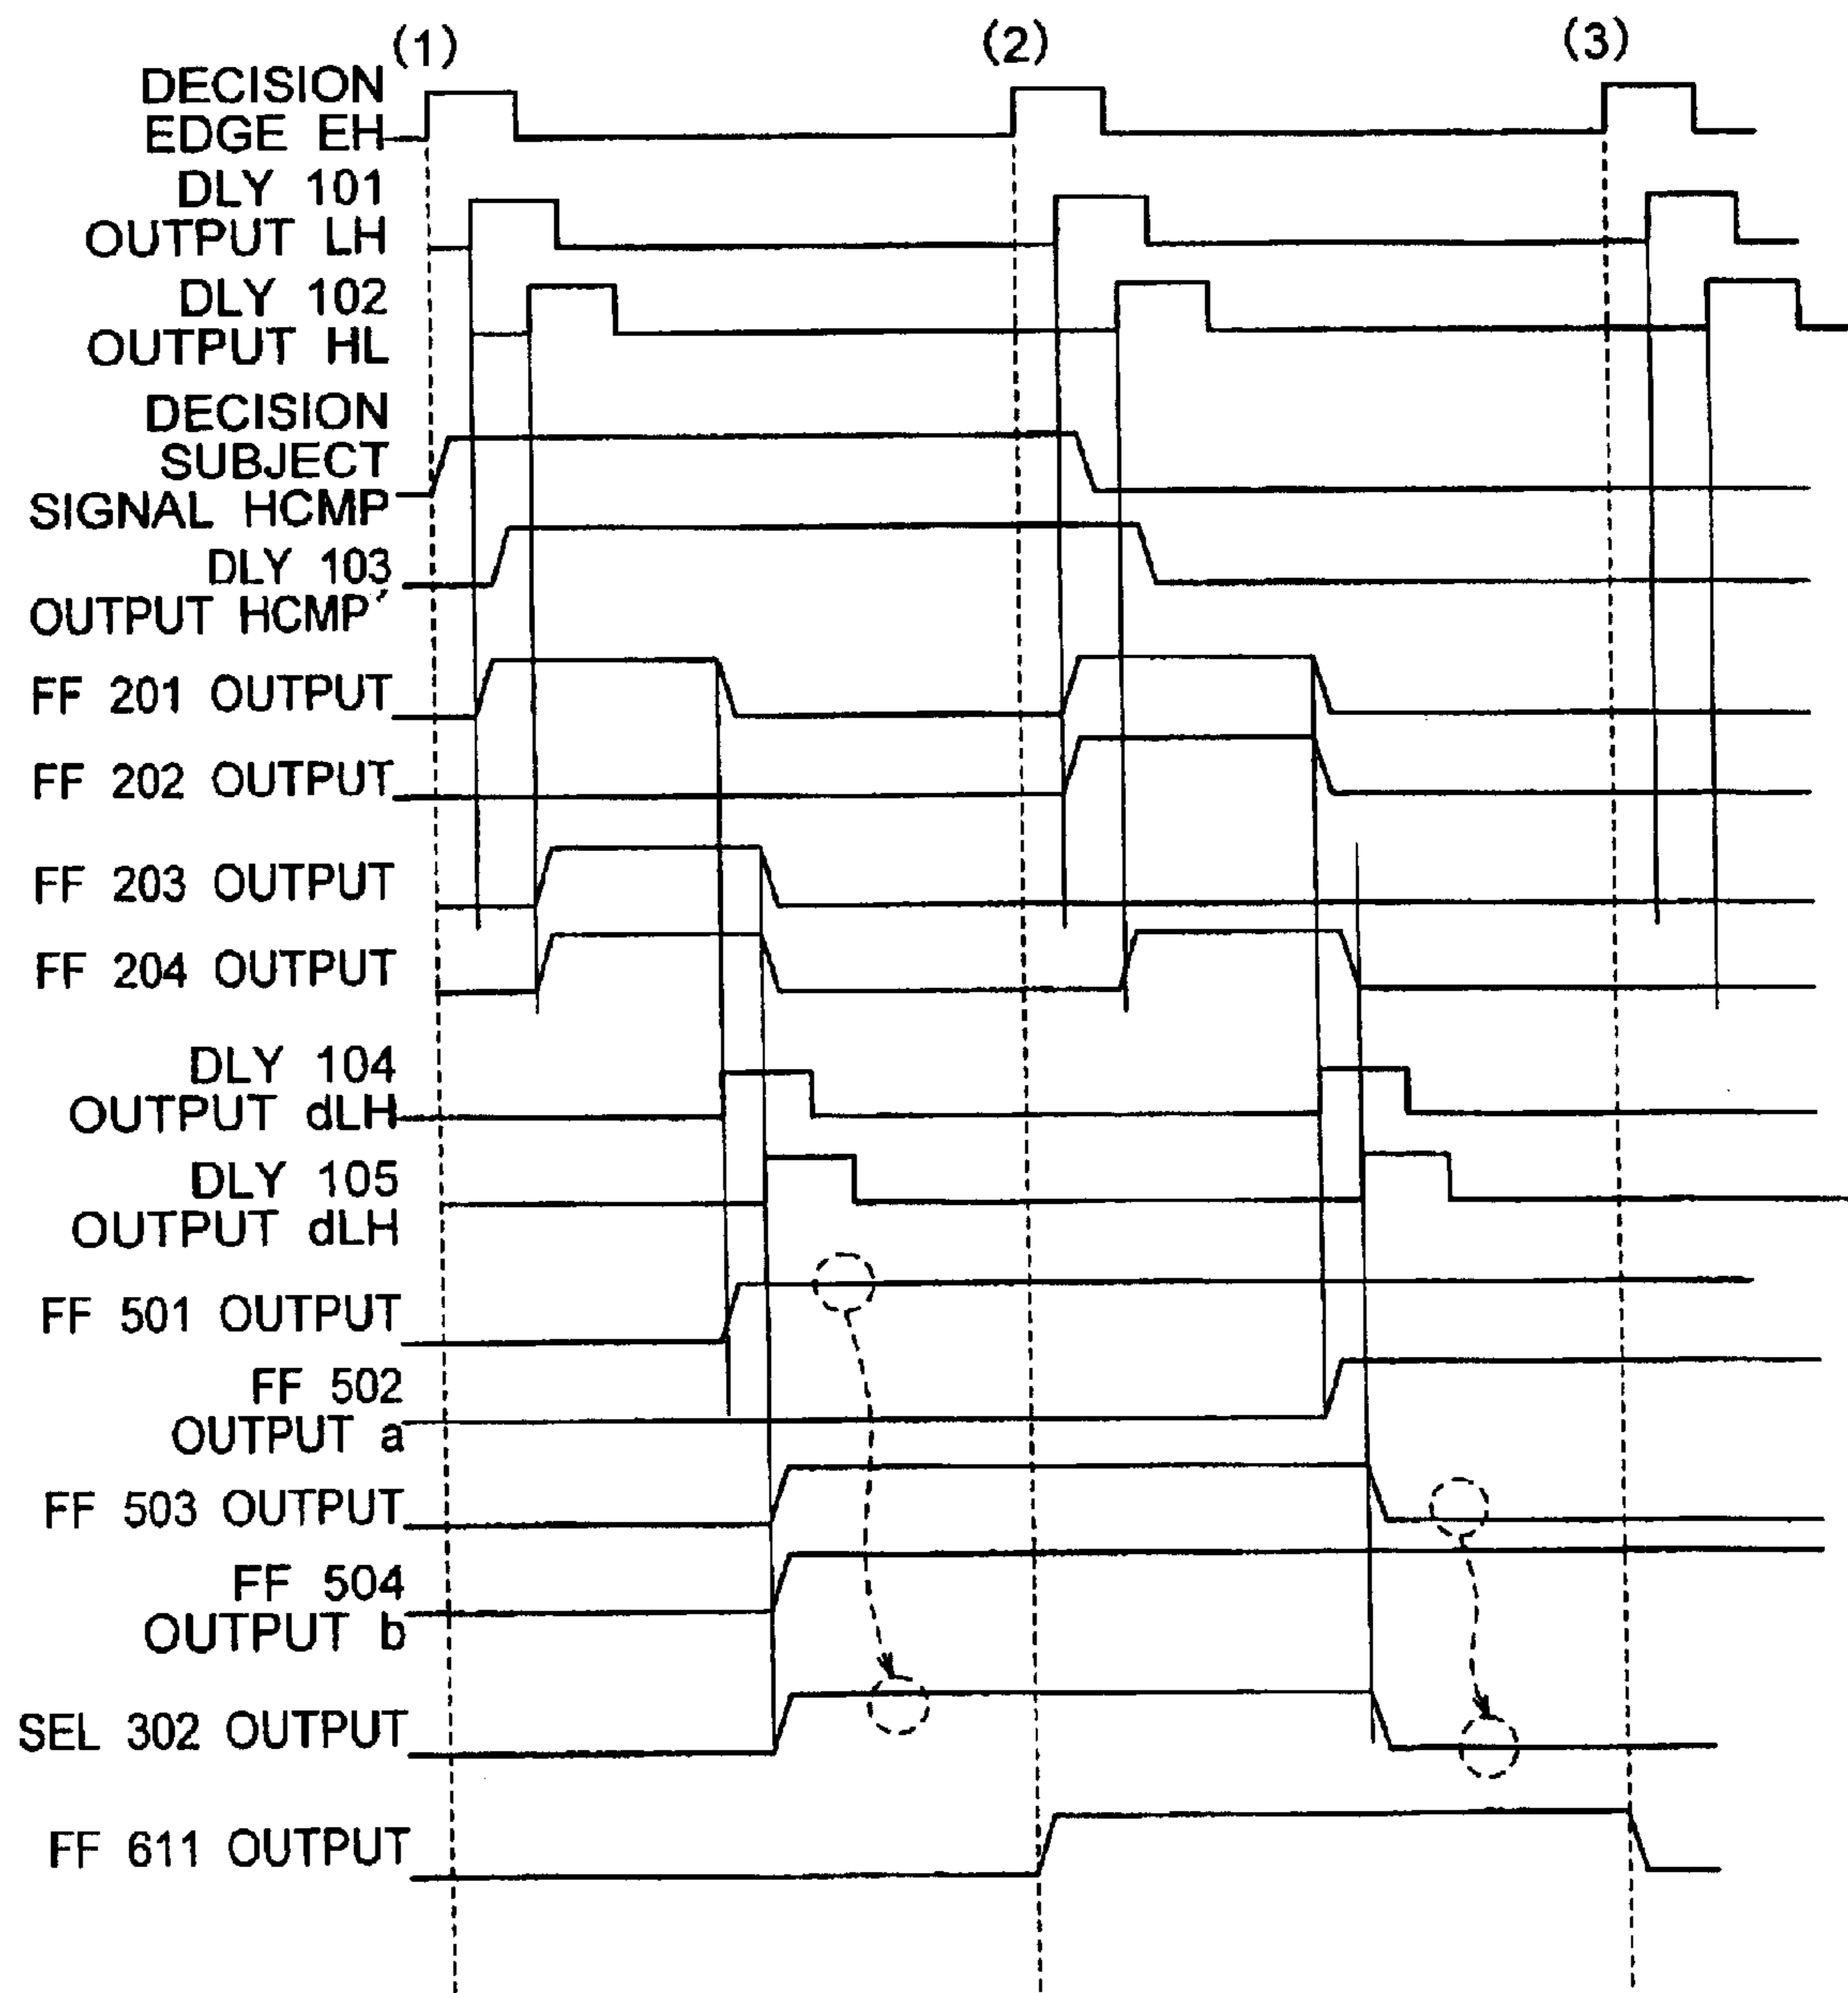 (1) (2) (3)
DECISION
EDGE EH
DLY 101
OUTPUT LH
DLY 102
OUTPUT HL
DECISION
SUBJECT
SIGNAL HCMP
DLY 103
OUTPUT HCMP´
FF 201 OUTPUT
FF 202 OUTPUT
FF 203 OUTPUT
FF 204 OUTPUT
DLY 104
OUTPUT dLH
DLY 105
OUTPUT dLH
FF 501 OUTPUT
FF 502
OUTPUT a
FF 503 OUTPUT
FF 504
OUTPUT b
SEL 302 OUTPUT
FF 611 OUTPUT